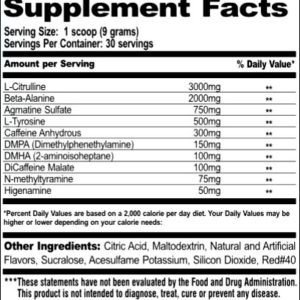 Supplement Facts
Serving Size: 1 scoop (9 grams)
Servings Per Container: 30 servings
Amount per Serving % Daily Value*
L-Citrulline 3000mg **
Beta-Alanine 2000mg **
Agmatine Sulfate 750mg **
L-Tyrosine 500mg **
Caffeine Anhydrous 300mg **
DMPA (Dimethylphenethylamine) 150mg **
DMHA (2-aminoisoheptane) 100mg **
DiCaffeine Malate 100mg **
N-methyltyramine 75mg **
Higenamine 50mg **
*Percent Daily Values are based on a 2,000 calorie per day diet. Your Daily Values may be
higher or lower depending on your calorie needs:
Other Ingredients: Citric Acid, Maltodextrin, Natural and Artificial
Flavors, Sucralose, Acesulfame Potassium, Silicon Dioxide, Red#40
***These statements have not been evaluated by the Food and Drug Administration.
This product is not intended to diagnose, treat, cure or prevent any disease.